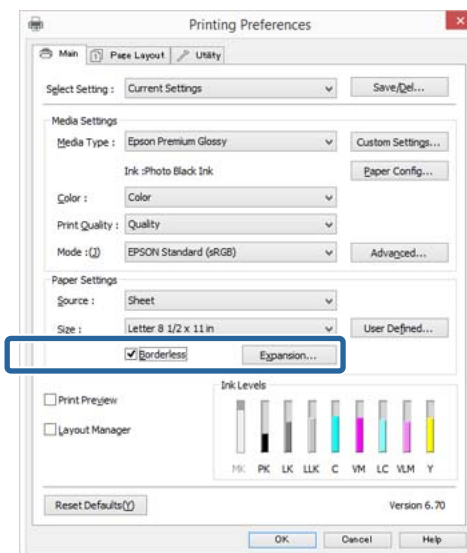 Printing Preferences
Main Page Layout Utility
Select Setting : Current Settings Save/Del...
Media Settings
Media Type : Epson Premium Glossy Custom Settings...
Ink :Photo Black Ink Paper Config...
Color : Color
Print Quality : Quality
Mode :(J) EPSON Standard (sRGB) Advanced...
Paper Settings
Source : Sheet
Size : Letter 8 1/2 x 11 in User Defined...
Borderless Expansion...
Print Preview
Layout Manager
Ink Levels
MK PK LK LLK C VM LC VLM Y
Reset Defaults(Y) Version 6.70
OK Cancel Help